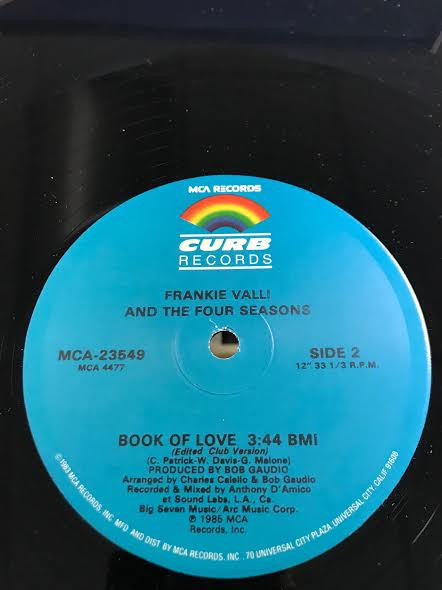 MCA RECORDS
CURB
RECORDS
FRANKIE VALLI
AND THE FOUR SEASONS
MCA-23549
MCA 4477
SIDE 2
12" 33 1/3 R.P.M.
BOOK OF LOVE 3:44 BMI
(Edited Club Version)
(C. Patrick-W. Davis-G. Malone)
PRODUCED BY BOB GAUDIO
Arranged by Charles Calello & Bob Gaudio
Recorded & Mixed by Anthony D'Amico
at Sound Labs, L.A., Ca.
Big Seven Music/Arc Music Corp.
℗ 1985 MCA
Records, Inc.
© 1983 MCA RECORDS, INC. MFD AND DIST BY MCA RECORDS, INC., 70 UNIVERSAL CITY PLAZA, UNIVERSAL CITY, CALIF 91608